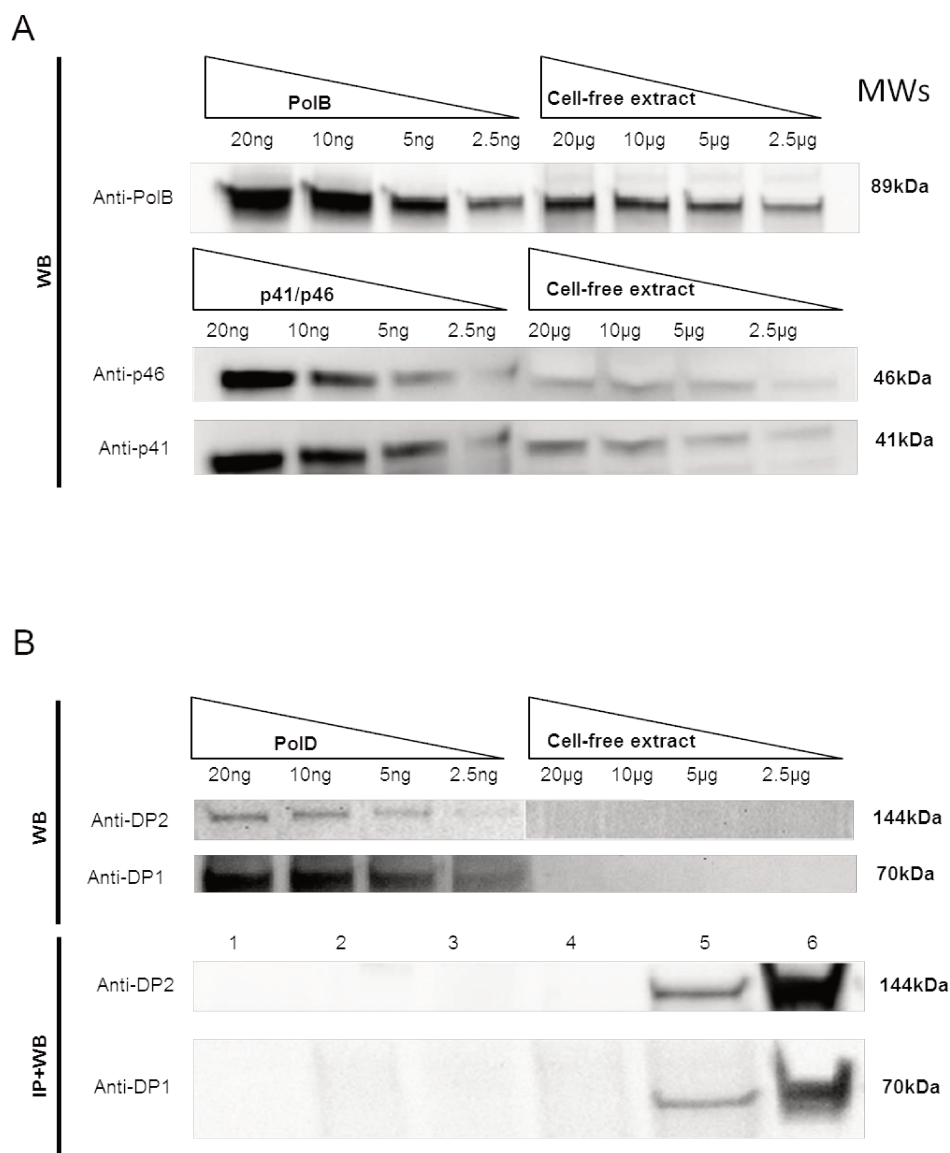 A
MWs
PolB
Cell-free extract
20ng 10ng 5ng 2.5ng 20µg 10µg 5µg 2.5µg
Anti-PolB 89kDa
WB
p41/p46
Cell-free extract
20ng 10ng 5ng 2.5ng 20µg 10µg 5µg 2.5µg
Anti-p46 46kDa
Anti-p41 41kDa
B
PolD
Cell-free extract
20ng 10ng 5ng 2.5ng 20µg 10µg 5µg 2.5µg
WB
Anti-DP2 144kDa
Anti-DP1 70kDa
1 2 3 4 5 6
Anti-DP2 144kDa
IP+WB
Anti-DP1 70kDa